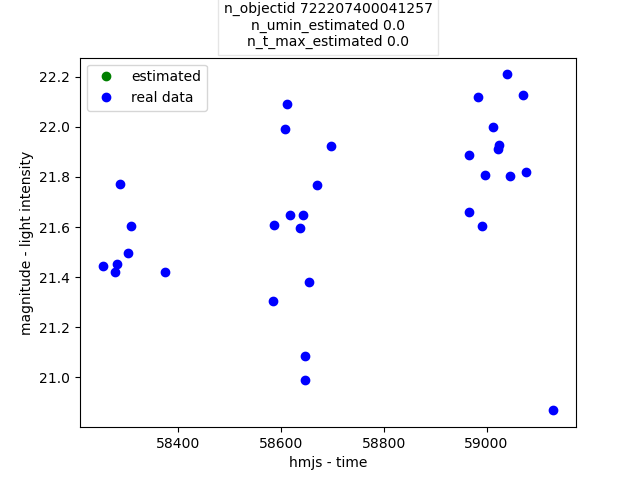 n_objectid 722207400041257
n_umin_estimated 0.0
n_t_max_estimated 0.0
estimated
real data
magnitude - light intensity
22.2
22.0
21.8
21.6
21.4
21.2
21.0
58400
58600
58800
59000
hmjs - time